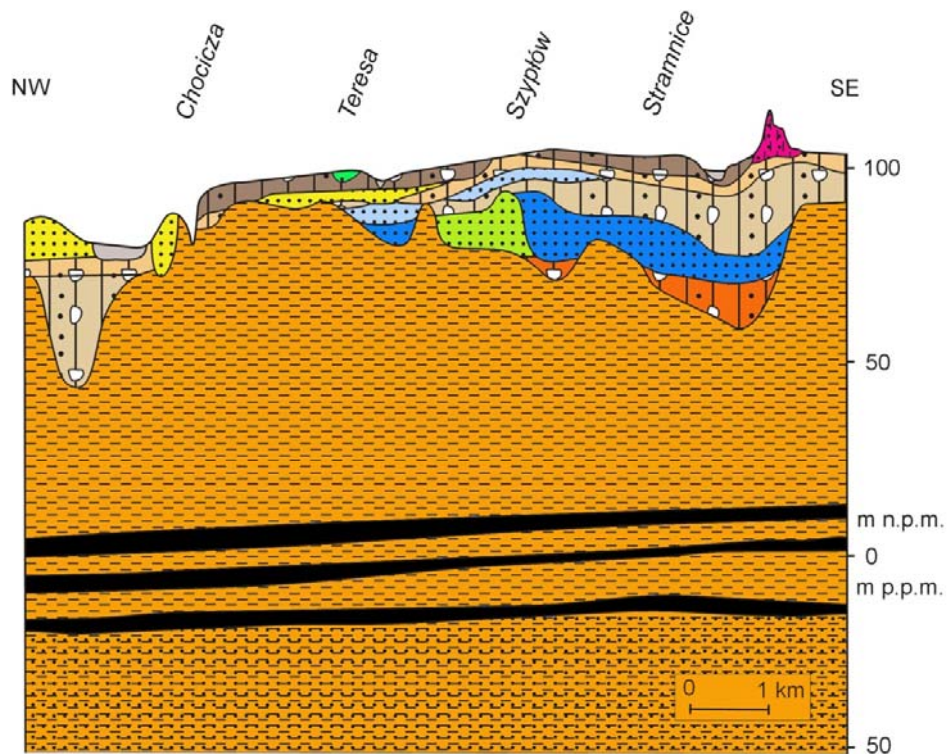 NW
Chocicza
Teresa
Szypłów
Stramnice
SE
100
50
m n.p.m.
0
m p.p.m.
0 1 km
50